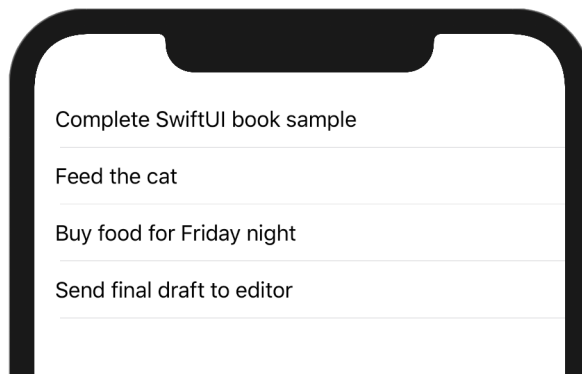 Complete SwiftUI book sample
Feed the cat
Buy food for Friday night
Send final draft to editor